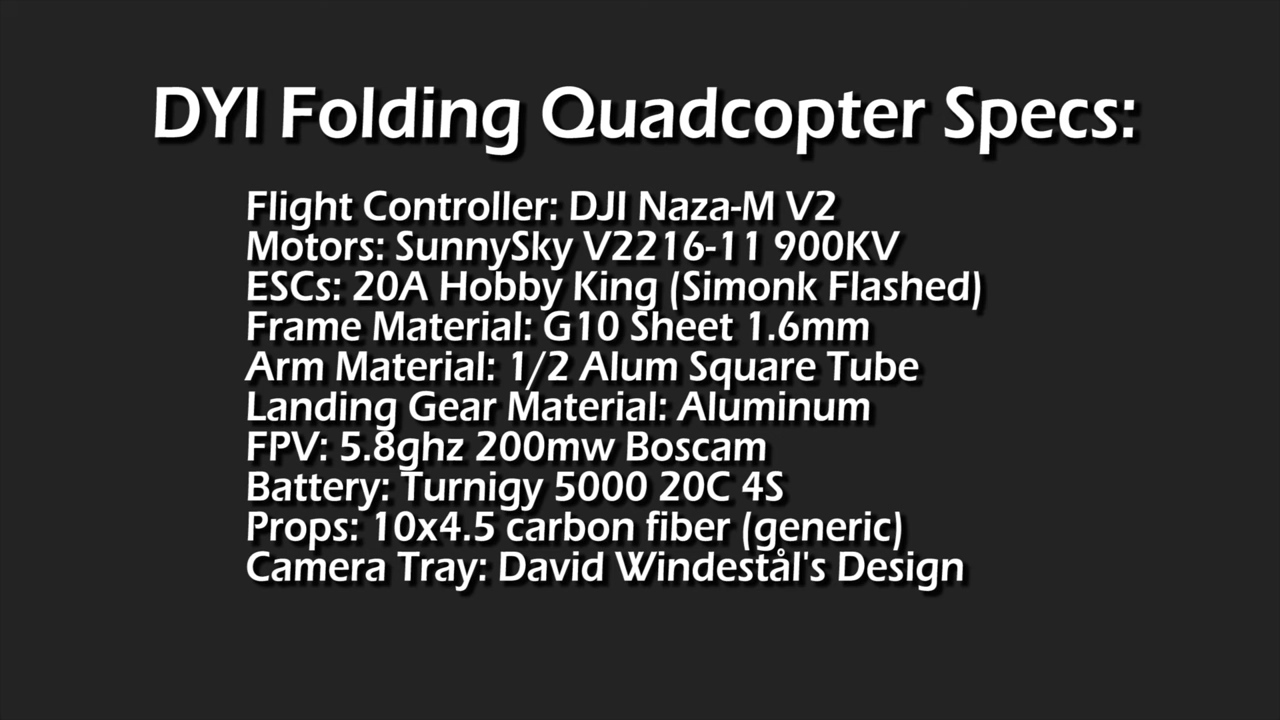 DYI Folding Quadcopter Specs:
Flight Controller: DJI Naza-M V2
Motors: SunnySky V2216-11 900KV
ESCs: 20A Hobby King (Simonk Flashed)
Frame Material: G10 Sheet 1.6mm
Arm Material: 1/2 Alum Square Tube
Landing Gear Material: Aluminum
FPV: 5.8ghz 200mw Boscam
Battery: Turnigy 5000 20C 4S
Props: 10x4.5 carbon fiber (generic)
Camera Tray: David Windestål's Design